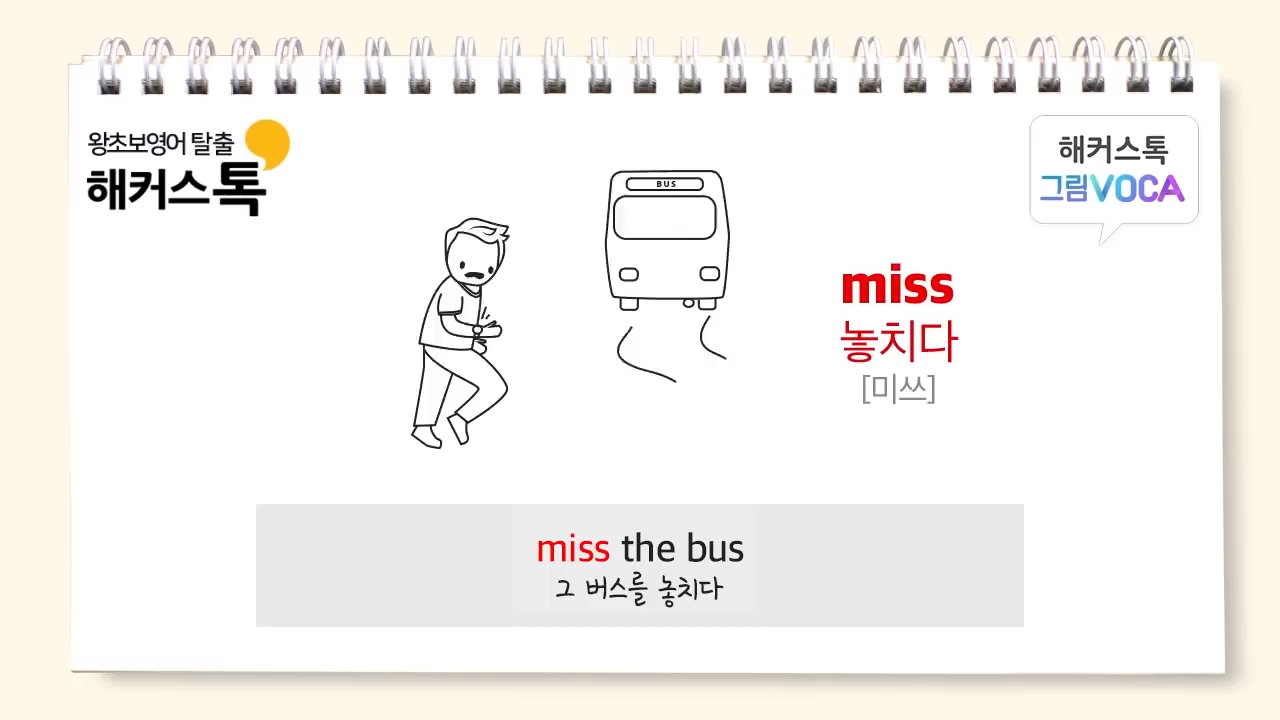 왕초보영어 탈출
해커스톡
해커스톡
그림VOCA
BUS
miss
놓치다
[미쓰]
miss the bus
그 버스를 놓치다